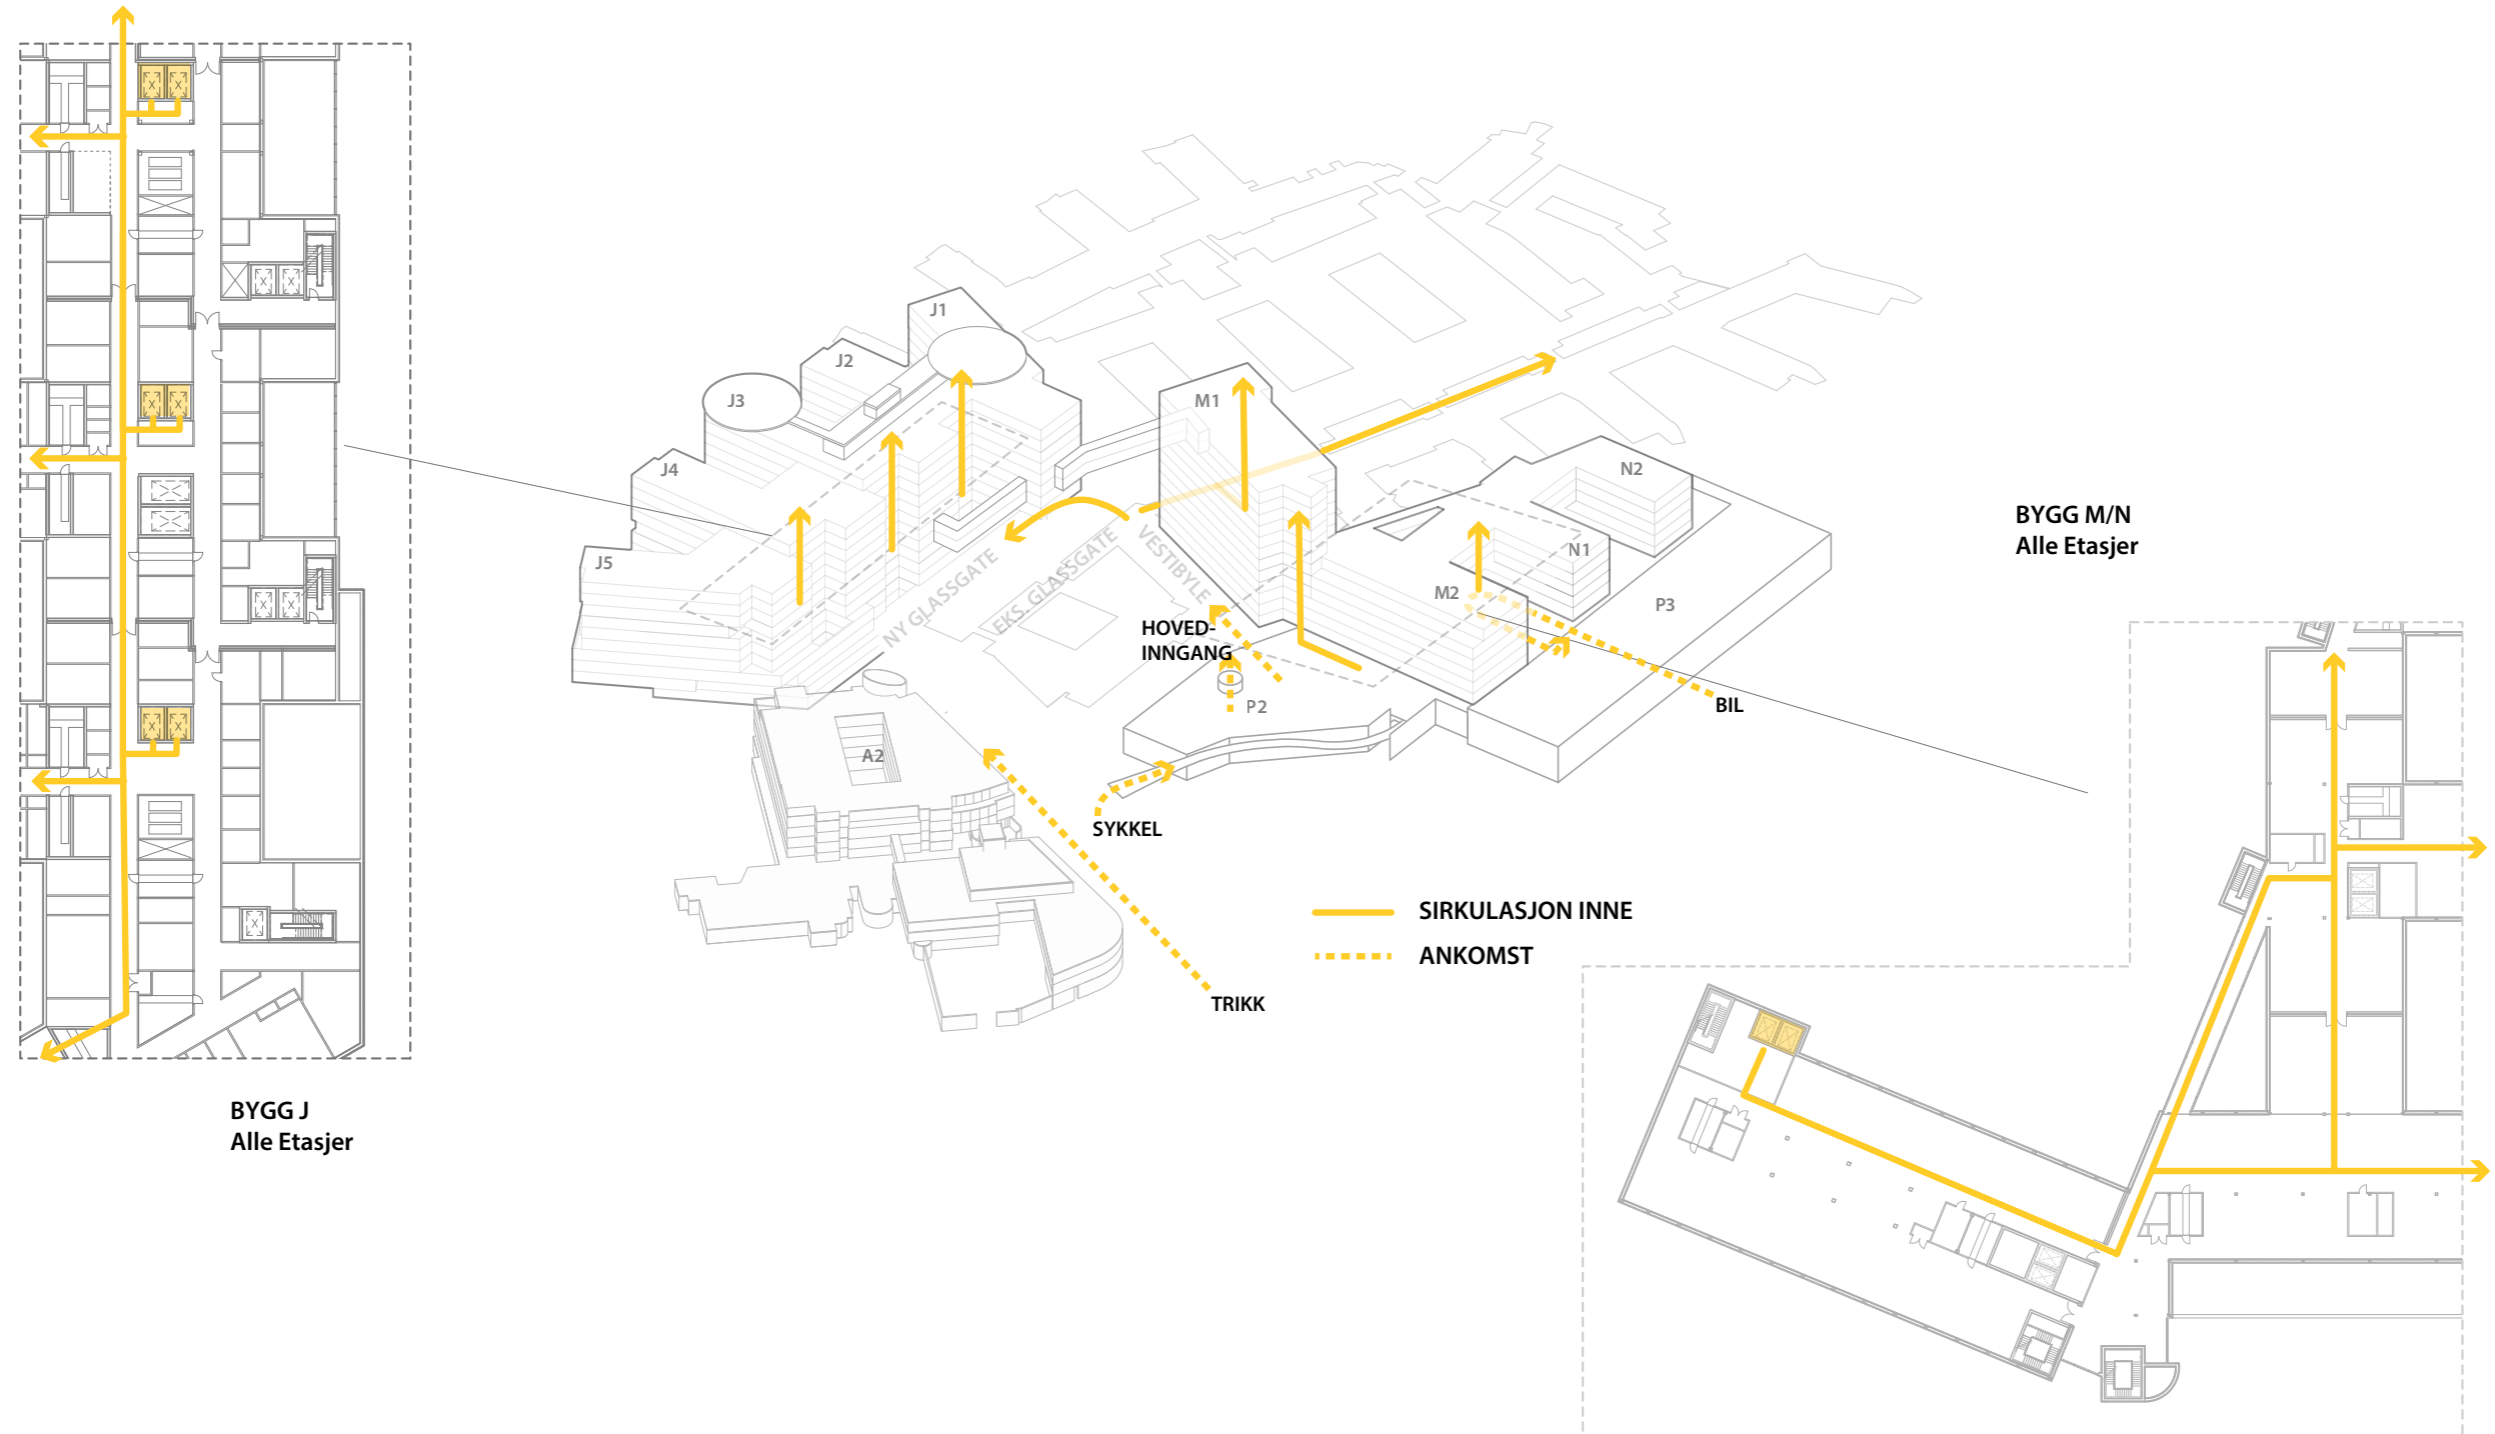 J1
J2
J3
M1
J4
N2
BYGG M/N
Alle Etasjer
N1
J5
NY GLASSGATE
EKS. GLASSGATE
VESTIBYLE
M2
P3
HOVED-
INNGANG
P2
BIL
A2
SYKKEL
SIRKULASJON INNE
ANKOMST
TRIKK
BYGG J
Alle Etasjer